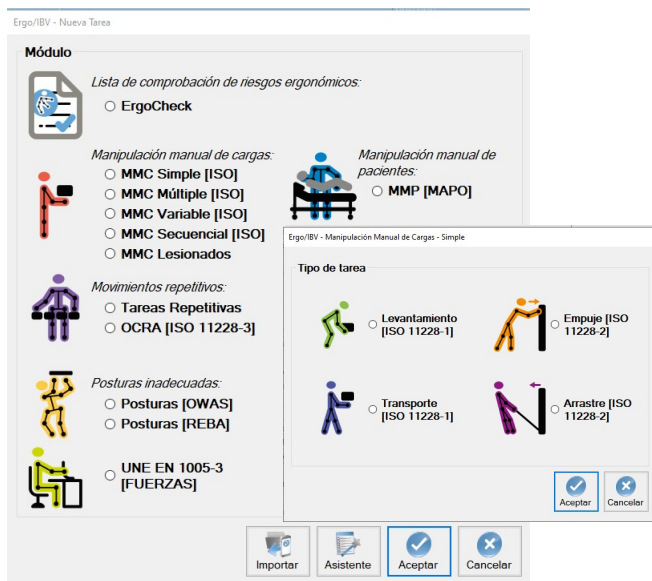 Ergo/IBV - Nueva Tarea
Módulo
Lista de comprobación de riesgos ergonómicos:
ErgoCheck
Manipulación manual de cargas:
MMC Simple [ISO]
MMC Múltiple [ISO]
MMC Variable [ISO]
MMC Secuencial [ISO]
MMC Lesionados
Manipulación manual de
pacientes:
MMP [MAPO]
Movimientos repetitivos:
Tareas Repetitivas
OCRA [ISO 11228-3]
Posturas inadecuadas:
Posturas [OWAS]
Posturas [REBA]
UNE EN 1005-3
[FUERZAS]
Importar
Asistente
Aceptar
Cancelar
Ergo/IBV - Manipulación Manual de Cargas - Simple
Tipo de tarea
Levantamiento
[ISO 11228-1]
Empuje [ISO
11228-2]
Transporte
[ISO 11228-1]
Arrastre [ISO
11228-2]
Aceptar
Cancelar